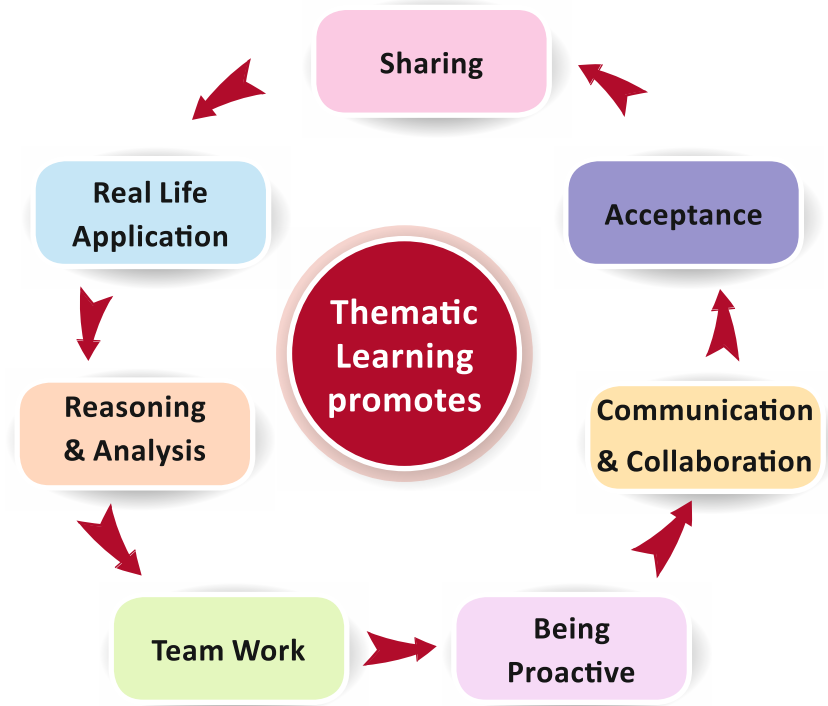 Sharing
Real Life
Application
Acceptance
Thematic
Learning
promotes
Reasoning
& Analysis
Communication
& Collaboration
Team Work
Being
Proactive